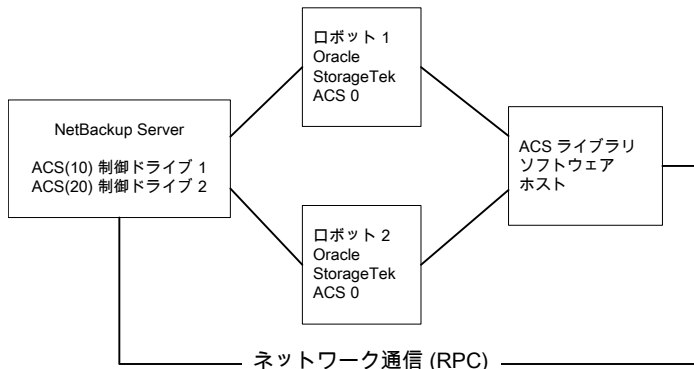 ロボット 1
Oracle
StorageTek
ACS 0
NetBackup Server
ACS(10) 制御ドライブ 1
ACS(20) 制御ドライブ 2
ACS ライブラリ
ソフトウェア
ホスト
ロボット 2
Oracle
StorageTek
ACS 0
ネットワーク通信 (RPC)